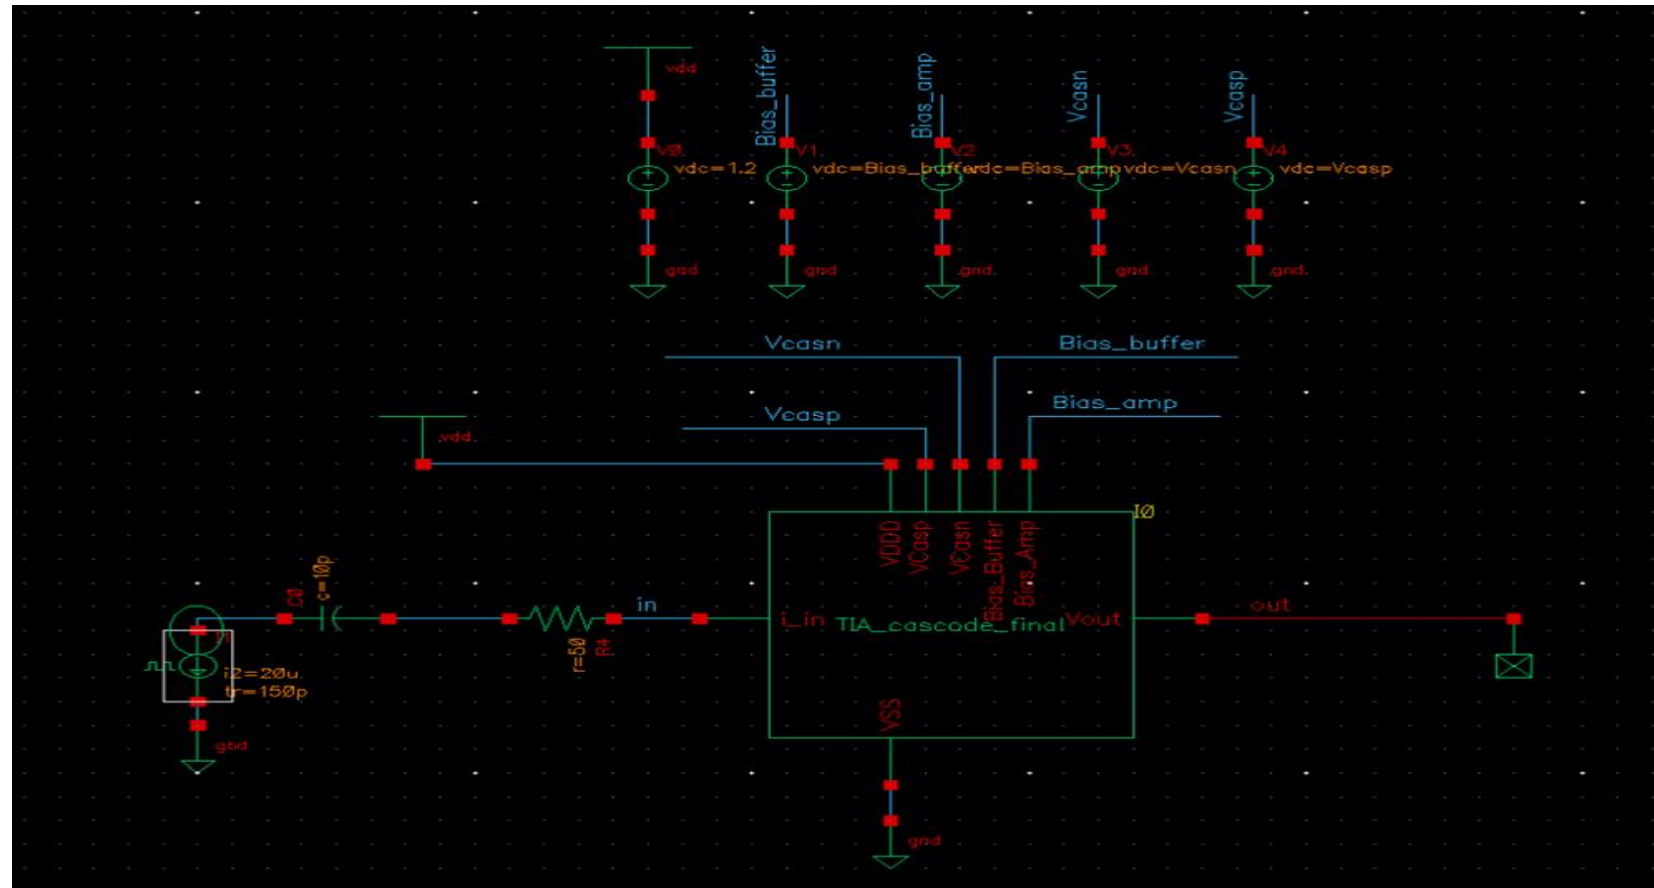 vdd
Bias_buffer
Bias_amp
Vcasn
Vcasp
V0
V1
V2
V3
V4
vdc=1.2
vdc=Bias_buffer
vdc=Bias_amp
vdc=Vcasn
vdc=Vcasp
gnd
gnd
gnd
gnd
gnd
Vcasn
Bias_buffer
Vcasp
Bias_amp
vdd
I0
VDDD
VCasp
VCasn
Bias_Buffer
Bias_Amp
C0
c=10p
r=50
R4
in
i_in
TIA_cascode_final
Vout
out
i2=20u
tr=150p
gnd
VSS
gnd